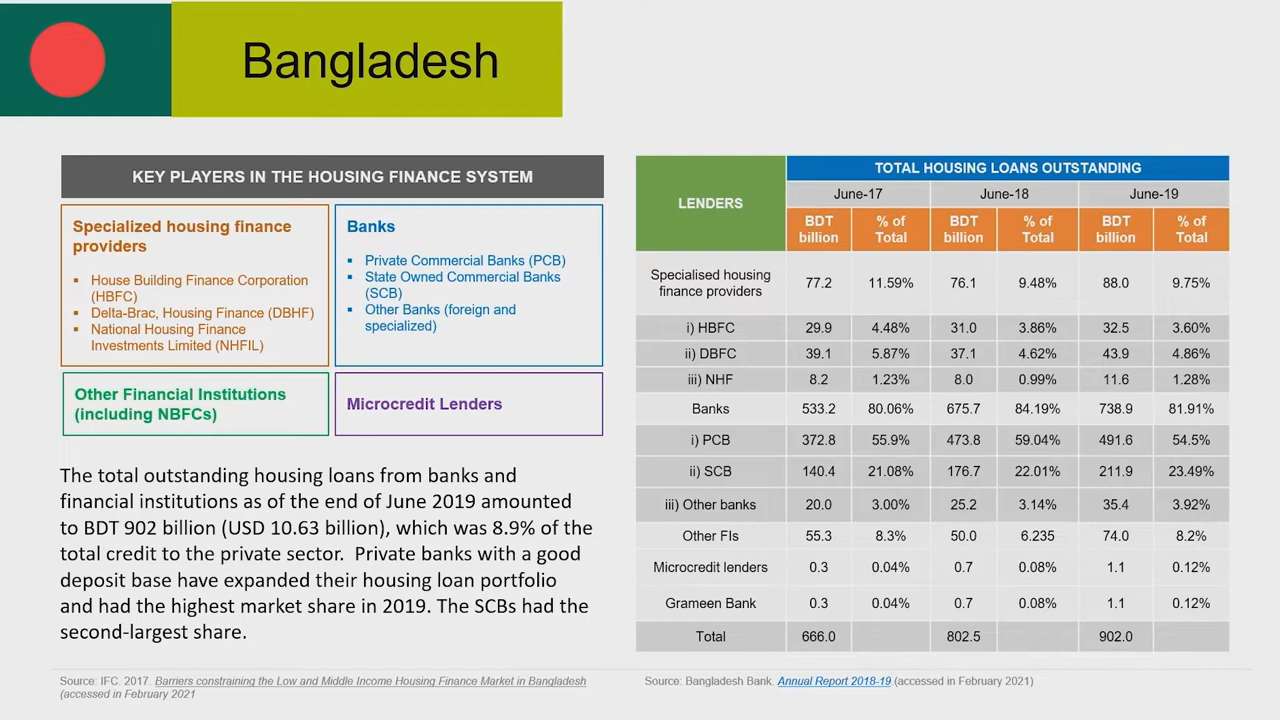 Bangladesh
KEY PLAYERS IN THE HOUSING FINANCE SYSTEM
Specialized housing finance
providers
▪ House Building Finance Corporation
(HBFC)
▪ Delta-Brac, Housing Finance (DBHF)
▪ National Housing Finance
Investments Limited (NHFIL)
Banks
▪ Private Commercial Banks (PCB)
▪ State Owned Commercial Banks
(SCB)
▪ Other Banks (foreign and
specialized)
Other Financial Institutions
(including NBFCs)
Microcredit Lenders
The total outstanding housing loans from banks and
financial institutions as of the end of June 2019 amounted
to BDT 902 billion (USD 10.63 billion), which was 8.9% of the
total credit to the private sector. Private banks with a good
deposit base have expanded their housing loan portfolio
and had the highest market share in 2019. The SCBs had the
second-largest share.
Source: IFC. 2017. Barriers constraining the Low and Middle Income Housing Finance Market in Bangladesh
(accessed in February 2021
LENDERS
TOTAL HOUSING LOANS OUTSTANDING
June-17 June-18 June-19
BDT billion % of Total BDT billion % of Total BDT billion % of Total
Specialised housing finance providers 77.2 11.59% 76.1 9.48% 88.0 9.75%
i) HBFC 29.9 4.48% 31.0 3.86% 32.5 3.60%
ii) DBFC 39.1 5.87% 37.1 4.62% 43.9 4.86%
iii) NHF 8.2 1.23% 8.0 0.99% 11.6 1.28%
Banks 533.2 80.06% 675.7 84.19% 738.9 81.91%
i) PCB 372.8 55.9% 473.8 59.04% 491.6 54.5%
ii) SCB 140.4 21.08% 176.7 22.01% 211.9 23.49%
iii) Other banks 20.0 3.00% 25.2 3.14% 35.4 3.92%
Other FIs 55.3 8.3% 50.0 6.235 74.0 8.2%
Microcredit lenders 0.3 0.04% 0.7 0.08% 1.1 0.12%
Grameen Bank 0.3 0.04% 0.7 0.08% 1.1 0.12%
Total 666.0 802.5 902.0
Source: Bangladesh Bank. Annual Report 2018-19 (accessed in February 2021)